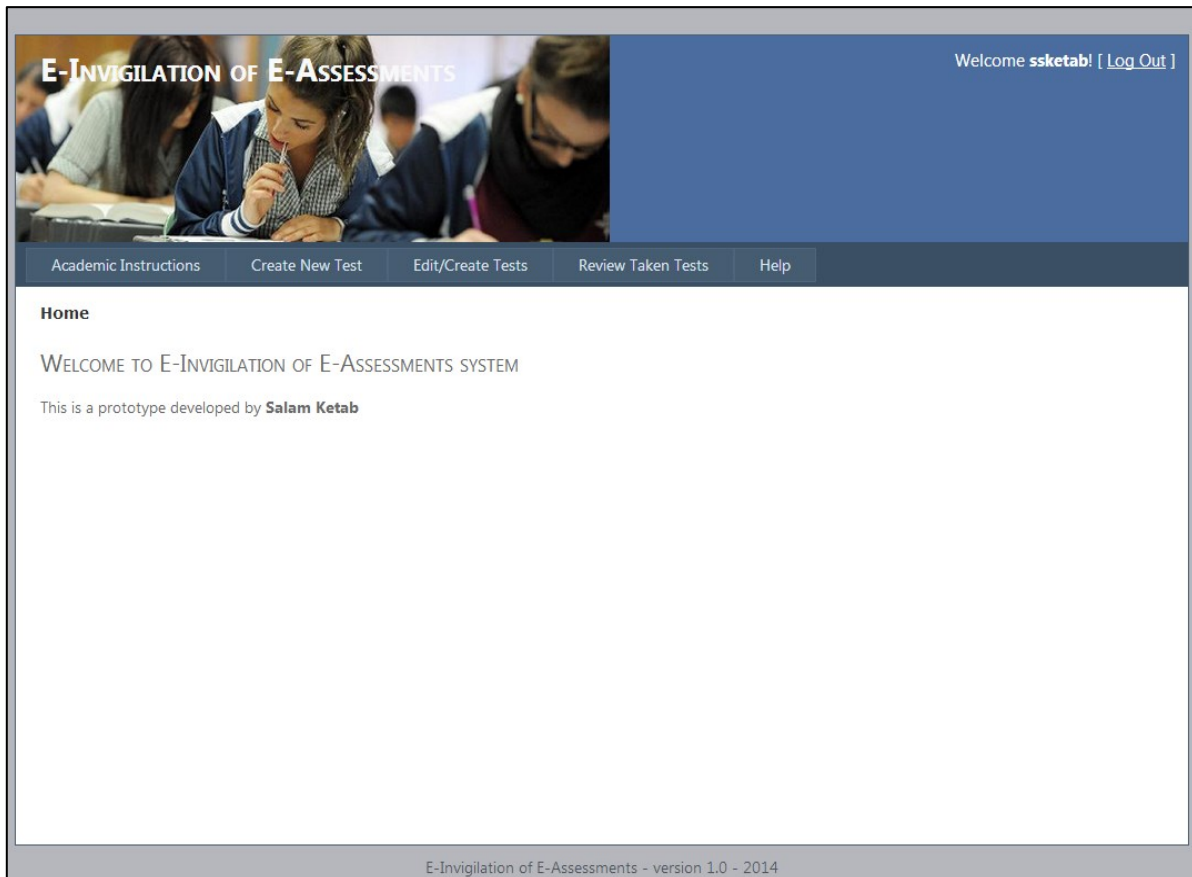 E-Invigilation of E-Assessments
Welcome ssketab! [ Log Out ]
Academic Instructions Create New Test Edit/Create Tests Review Taken Tests Help
Home
Welcome to E-Invigilation of E-Assessments system
This is a prototype developed by Salam Ketab
E-Invigilation of E-Assessments - version 1.0 - 2014